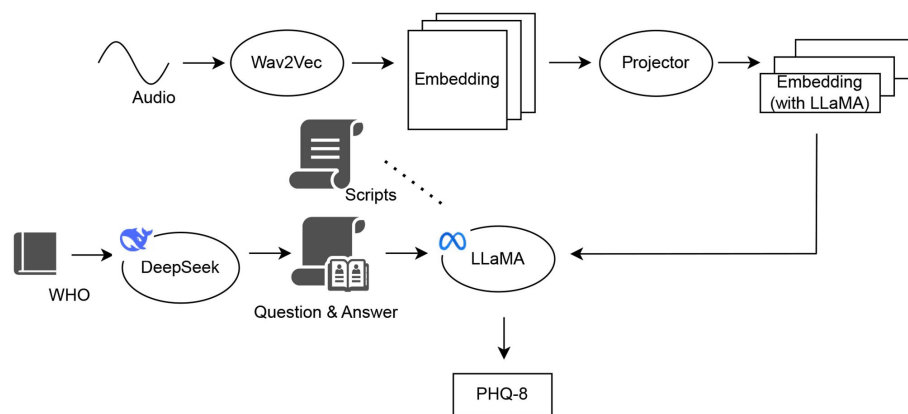 Audio
Wav2Vec
Embedding
Projector
Embedding
(with LLaMA)
Scripts
WHO
DeepSeek
Question & Answer
LLaMA
PHQ-8